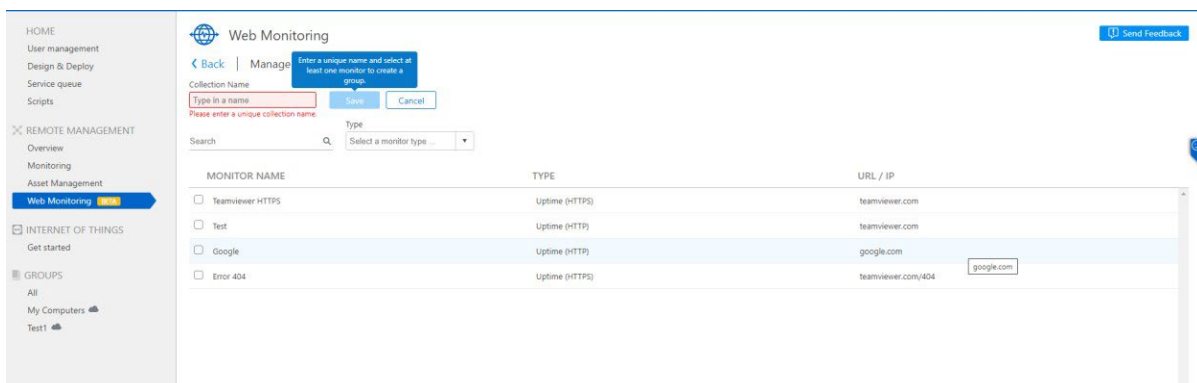 HOME
User management
Design & Deploy
Service queue
Scripts
REMOTE MANAGEMENT
Overview
Monitoring
Asset Management
Web Monitoring BETA
INTERNET OF THINGS
Get started
GROUPS
All
My Computers
Test1
Web Monitoring
Send Feedback
Back
Manage
Enter a unique name and select at
least one monitor to create a
group.
Collection Name
Type in a name
Save
Cancel
Please enter a unique collection name.
Type
Search
Select a monitor type ...
MONITOR NAME TYPE URL / IP
Teamviewer HTTPS Uptime (HTTPS) teamviewer.com
Test Uptime (HTTP) teamviewer.com
Google Uptime (HTTP) google.com
google.com
Error 404 Uptime (HTTPS) teamviewer.com/404